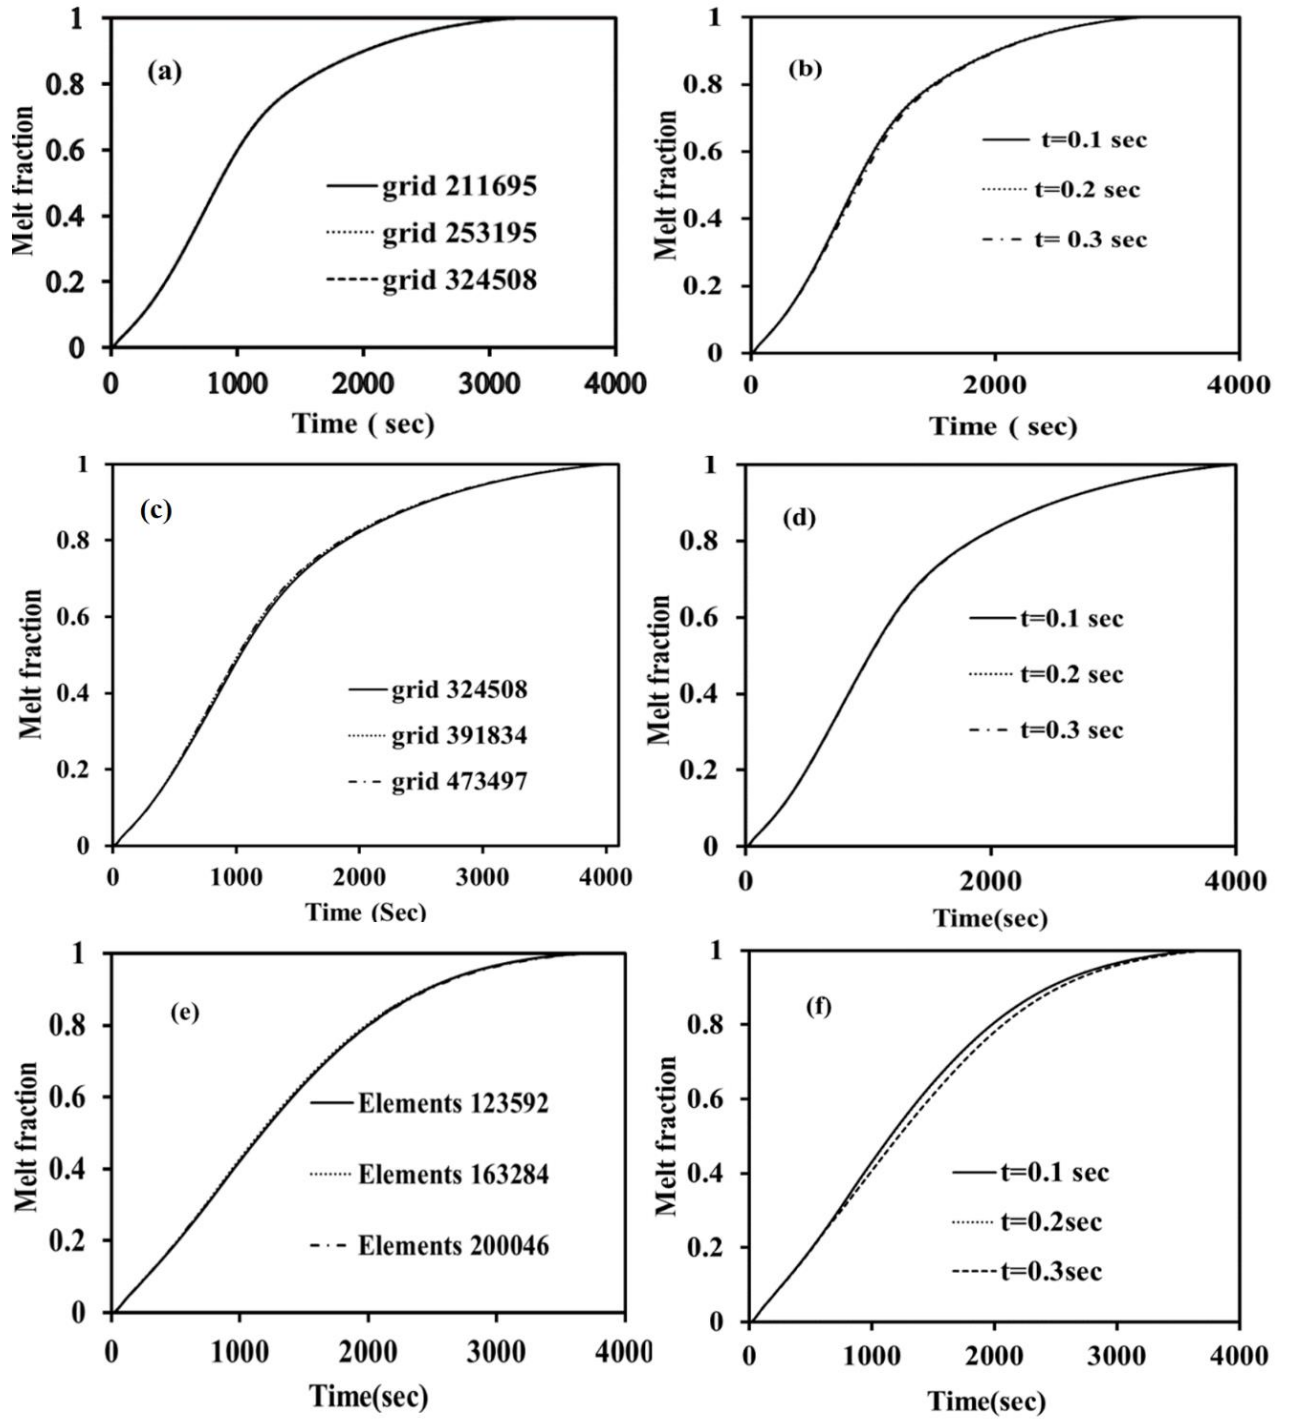 (a)
Melt fraction
1
0.8
0.6
0.4
0.2
0
grid 211695
grid 253195
grid 324508
0 1000 2000 3000 4000
Time ( sec)
(b)
Melt fraction
1
0.8
0.6
0.4
0.2
0
t=0.1 sec
t=0.2 sec
t= 0.3 sec
0 2000 4000
Time ( sec)
(c)
Melt fraction
1
0.8
0.6
0.4
0.2
0
grid 324508
grid 391834
grid 473497
0 1000 2000 3000 4000
Time (Sec)
(d)
Melt fraction
1
0.8
0.6
0.4
0.2
0
t=0.1 sec
t=0.2 sec
t=0.3 sec
0 2000 4000
Time(sec)
(e)
Melt fraction
1
0.8
0.6
0.4
0.2
0
Elements 123592
Elements 163284
Elements 200046
0 1000 2000 3000 4000
Time(sec)
(f)
Melt fraction
1
0.8
0.6
0.4
0.2
0
t=0.1 sec
t=0.2sec
t=0.3sec
0 1000 2000 3000 4000
Time(sec)